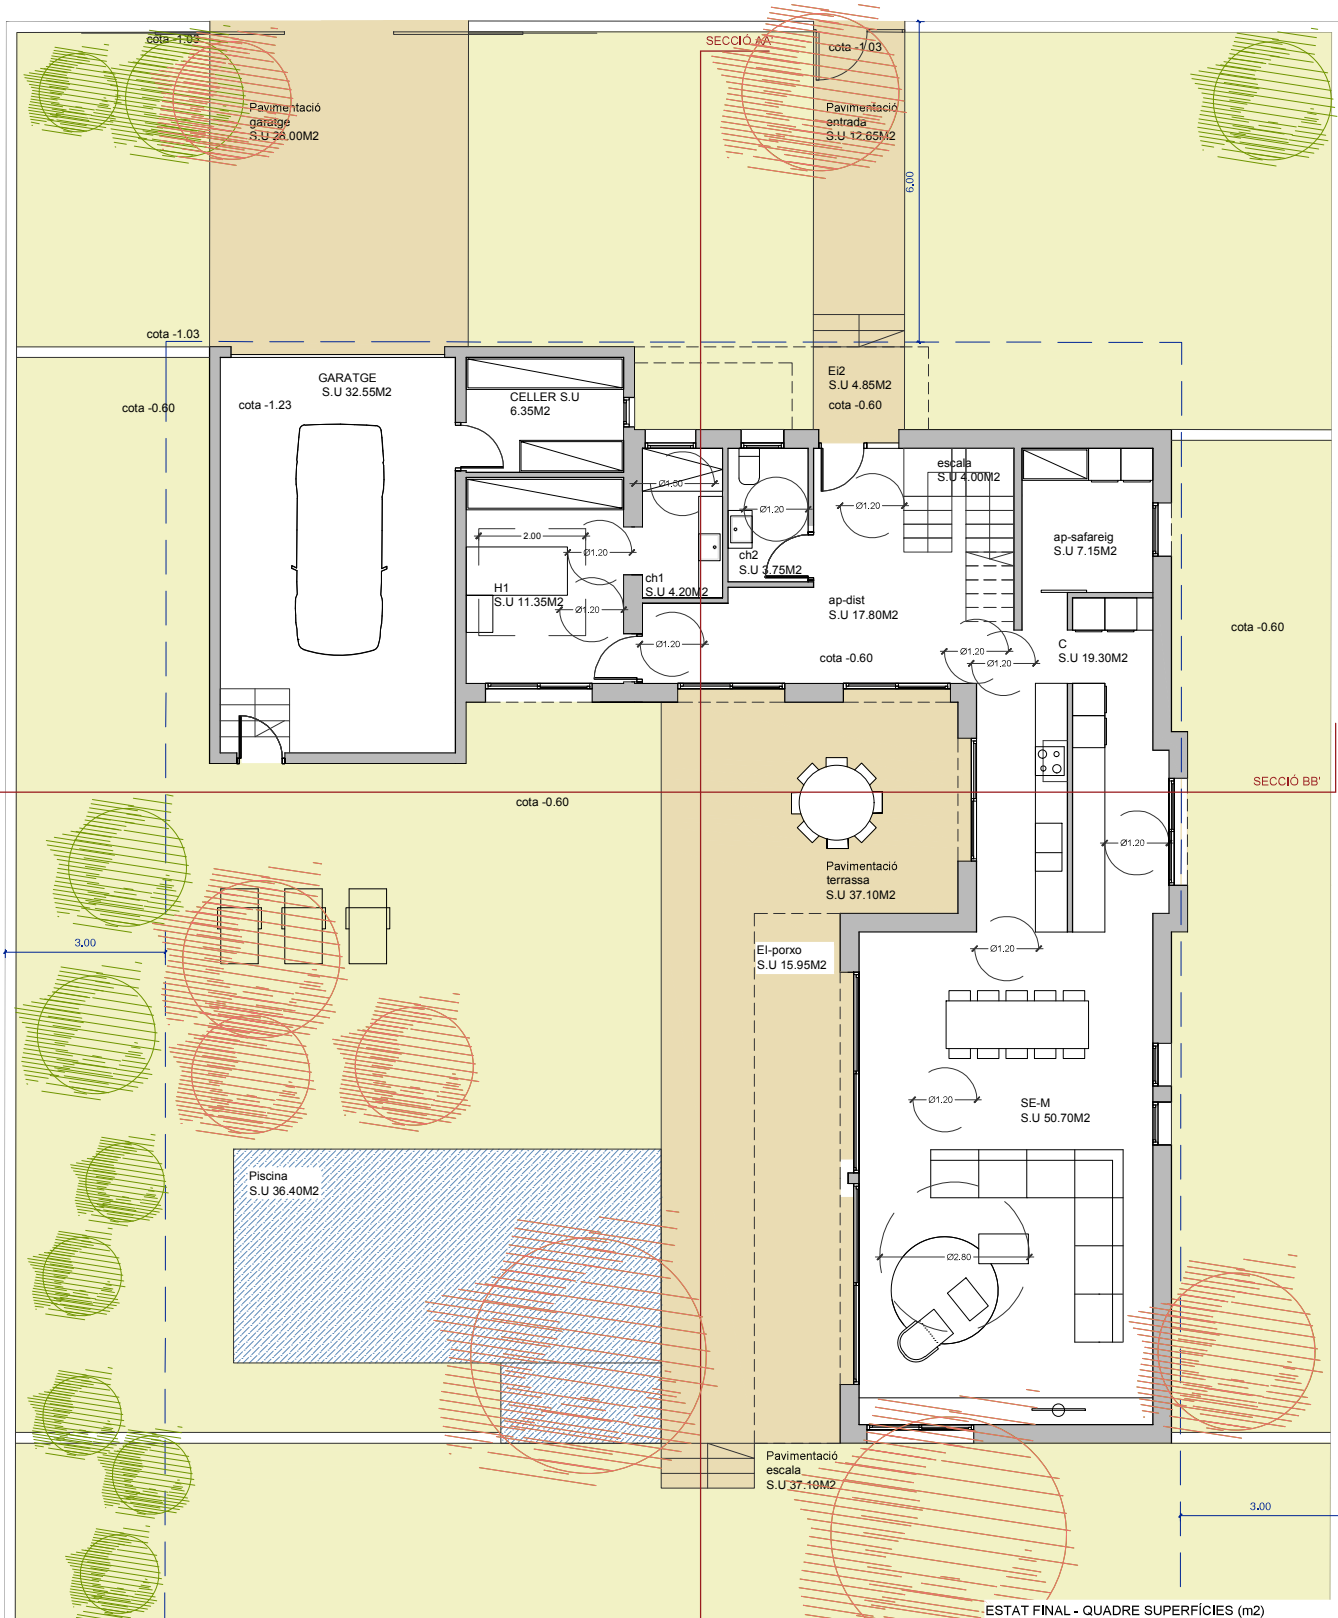 cota -1.03
SECCIÓ AA'
cota -1.03
Pavimentació
garatge
S.U 28.00M2
Pavimentació
entrada
S.U 12.65M2
6.00
cota -1.03
GARATGE
S.U 32.55M2
CELLER S.U
6.35M2
Ei2
S.U 4.85M2
cota -0.60
cota -0.60
cota -1.23
escala
S.U 4.00M2
Ø1.50
Ø1.20
Ø1.20
2.00
Ø1.20
ch2
S.U 3.75M2
ap-safareig
S.U 7.15M2
ch1
S.U 4.20M2
H1
S.U 11.35M2
Ø1.20
ap-dist
S.U 17.80M2
cota -0.60
Ø1.20
C
S.U 19.30M2
Ø1.20
Ø1.20
cota -0.60
SECCIÓ BB'
cota -0.60
Ø1.20
Pavimentació
terrassa
S.U 37.10M2
3.00
El-porxo
S.U 15.95M2
Ø1.20
Ø1.20
SE-M
S.U 50.70M2
Piscina
S.U 36.40M2
Ø2.80
Pavimentació
escala
S.U 37.10M2
3.00
ESTAT FINAL - QUADRE SUPERFÍCIES (m2)